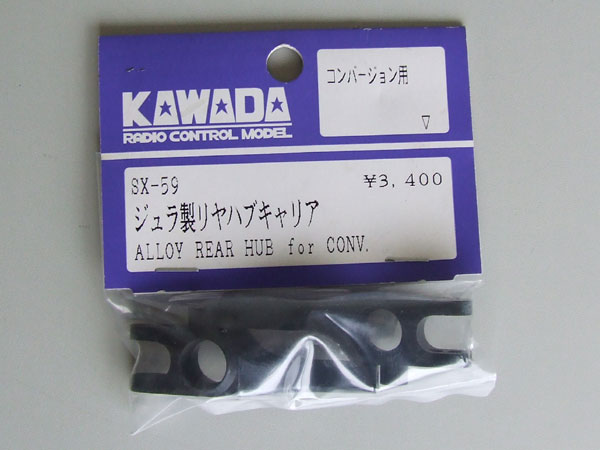 KAWADA
RADIO CONTROL MODEL
コンバージョン用
▽
SX-59
¥3,400
ジュラ製リヤハブキャリア
ALLOY REAR HUB for CONV.